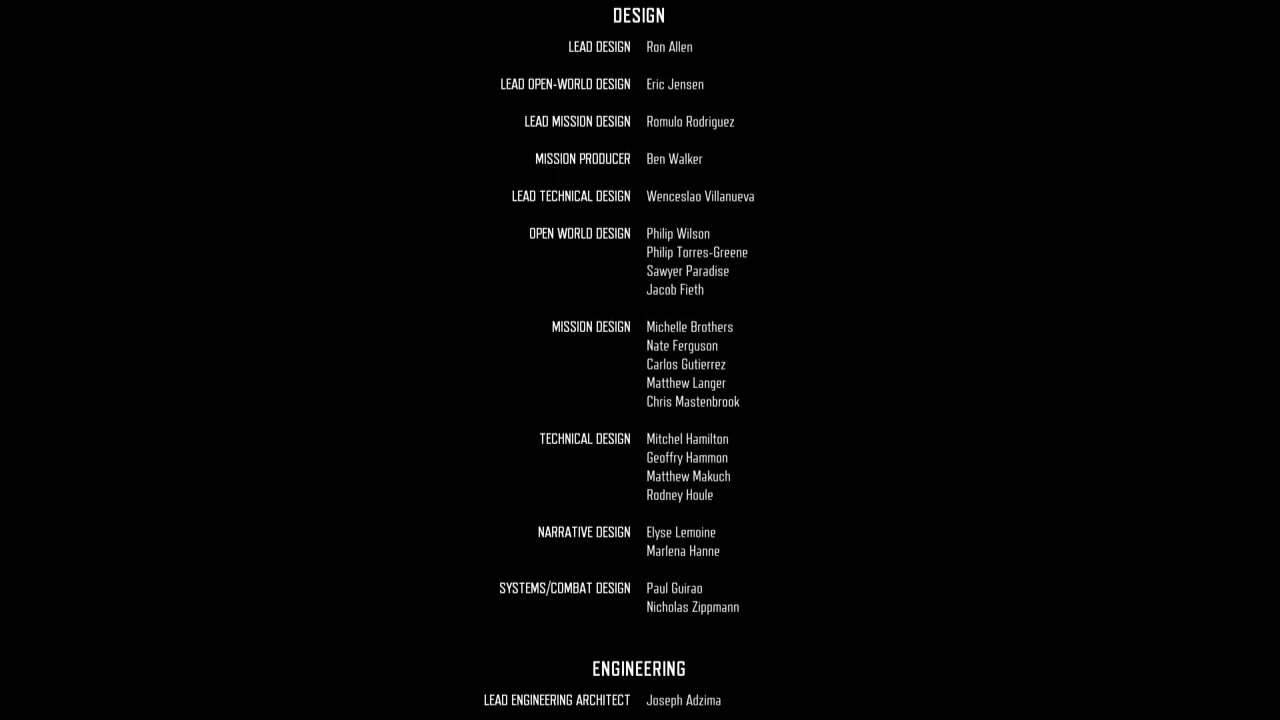 DESIGN
LEAD DESIGN Ron Allen
LEAD OPEN-WORLD DESIGN Eric Jensen
LEAD MISSION DESIGN Romulo Rodriguez
MISSION PRODUCER Ben Walker
LEAD TECHNICAL DESIGN Wenceslao Villanueva
OPEN WORLD DESIGN Philip Wilson
Philip Torres-Greene
Sawyer Paradise
Jacob Fieth
MISSION DESIGN Michelle Brothers
Nate Ferguson
Carlos Gutierrez
Matthew Langer
Chris Mastenbrook
TECHNICAL DESIGN Mitchel Hamilton
Geoffry Hammon
Matthew Makuch
Rodney Houle
NARRATIVE DESIGN Elyse Lemoine
Marlena Hanne
SYSTEMS/COMBAT DESIGN Paul Guirao
Nicholas Zippmann
ENGINEERING
LEAD ENGINEERING ARCHITECT Joseph Adzima